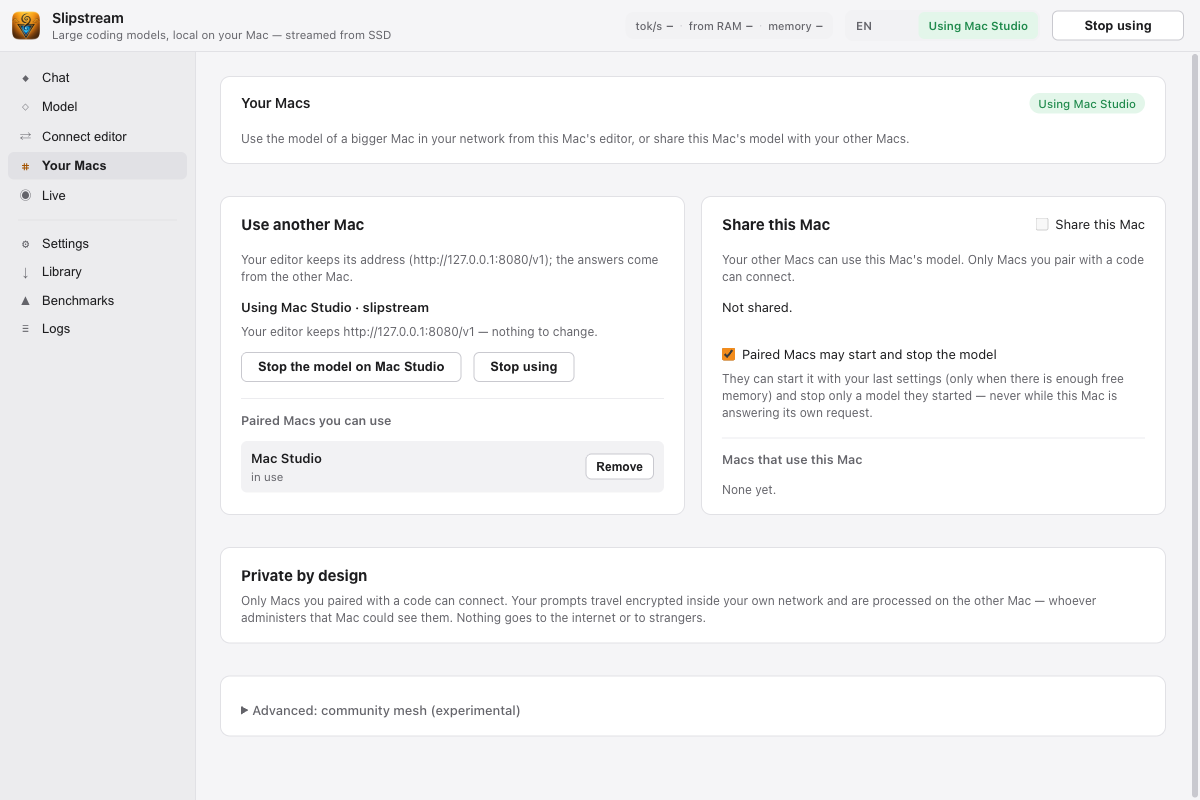 Slipstream
Large coding models, local on your Mac — streamed from SSD
tok/s – · from RAM – · memory –
EN
Using Mac Studio
Stop using
Chat
Model
Connect editor
Your Macs
Live
Settings
Library
Benchmarks
Logs
Your Macs
Using Mac Studio
Use the model of a bigger Mac in your network from this Mac's editor, or share this Mac's model with your other Macs.
Use another Mac
Your editor keeps its address (http://127.0.0.1:8080/v1); the answers come
from the other Mac.
Using Mac Studio · slipstream
Your editor keeps http://127.0.0.1:8080/v1 — nothing to change.
Stop the model on Mac Studio
Stop using
Paired Macs you can use
Mac Studio
in use
Remove
Share this Mac
Share this Mac
Your other Macs can use this Mac's model. Only Macs you pair with a code
can connect.
Not shared.
Paired Macs may start and stop the model
They can start it with your last settings (only when there is enough free
memory) and stop only a model they started — never while this Mac is
answering its own request.
Macs that use this Mac
None yet.
Private by design
Only Macs you paired with a code can connect. Your prompts travel encrypted inside your own network and are processed on the other Mac — whoever
administers that Mac could see them. Nothing goes to the internet or to strangers.
Advanced: community mesh (experimental)